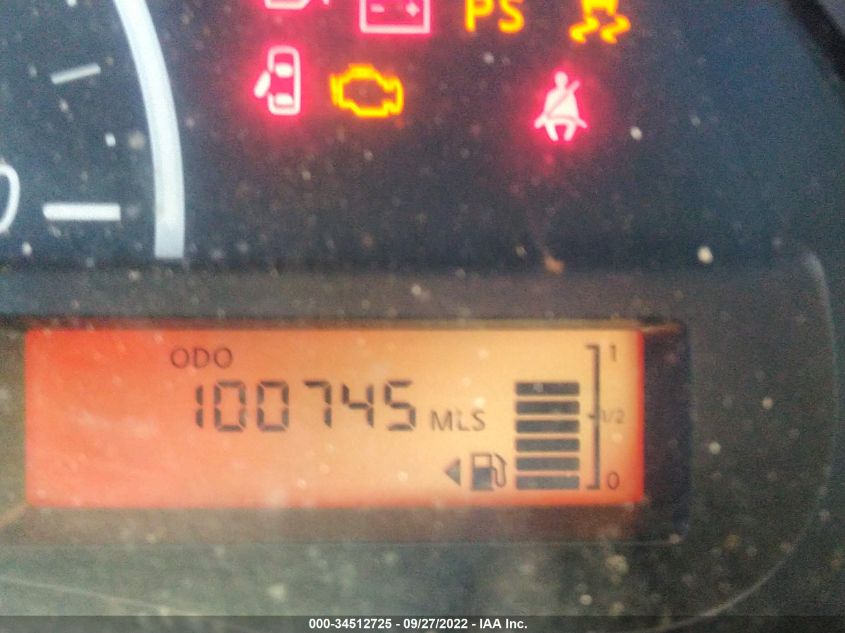 PS
ODO
1
100745 MLS
1/2
0
000-34512725 - 09/27/2022 - IAA Inc.